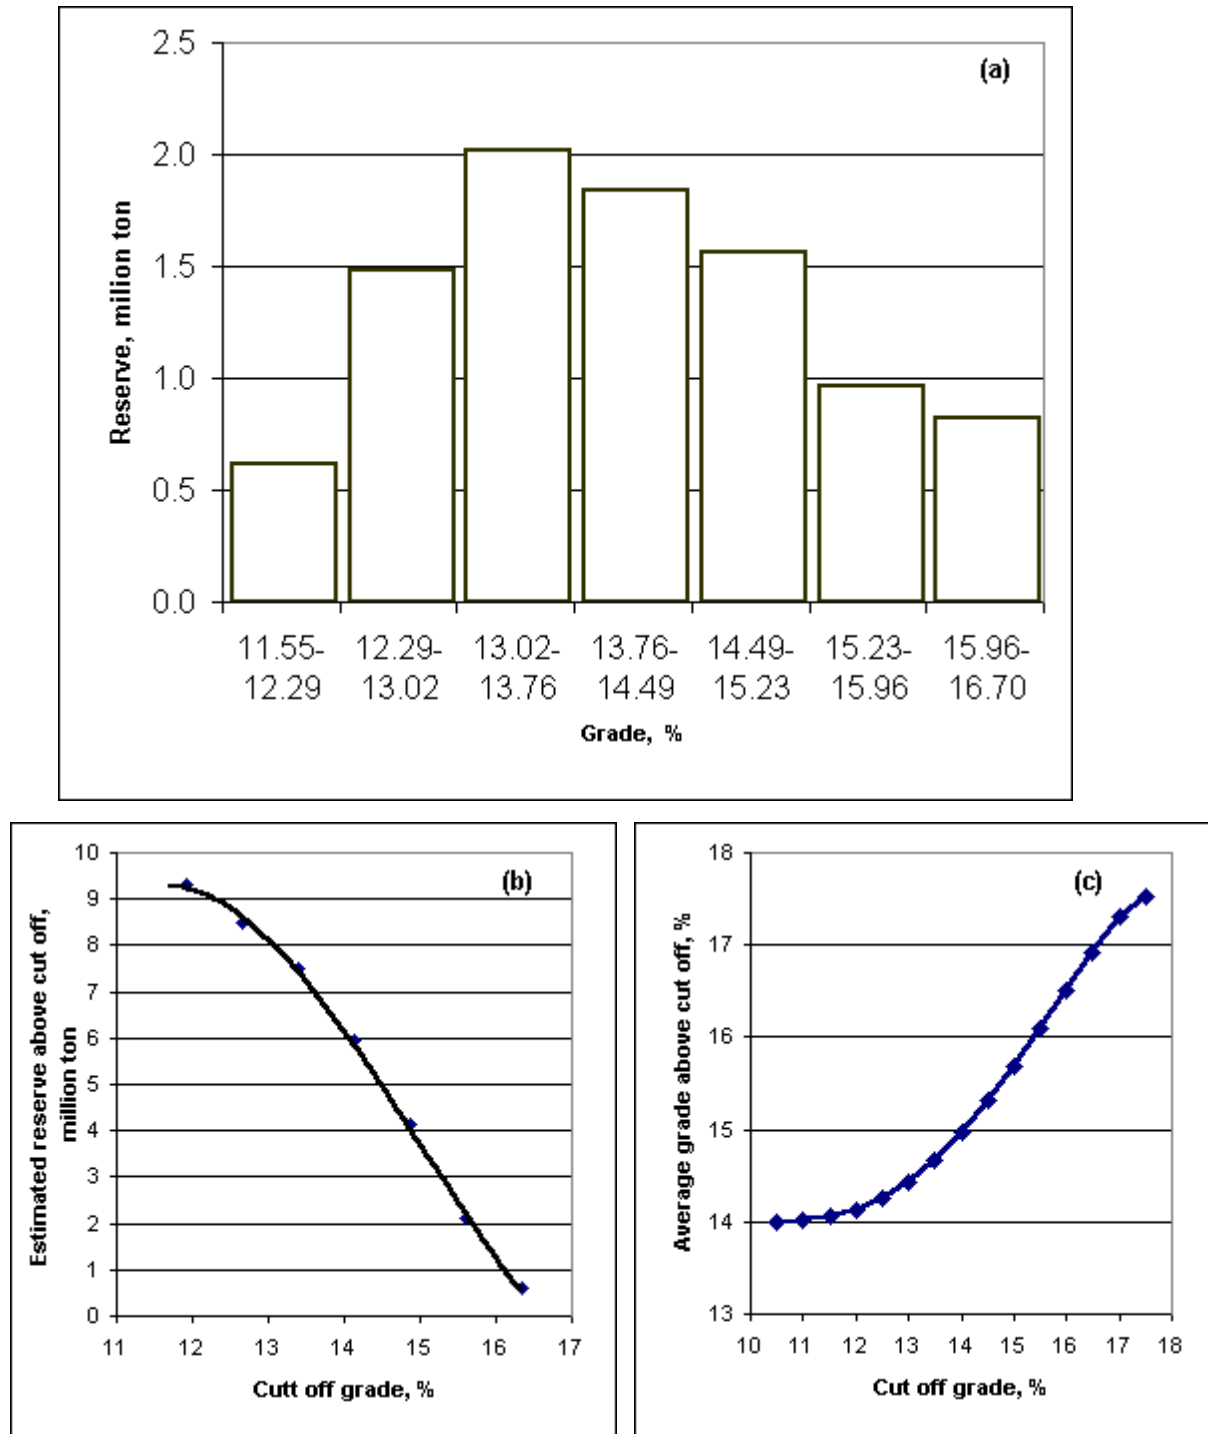 (a)
2.5
2.0
1.5
1.0
0.5
0.0
Reserve, milion ton
11.55- 12.29- 13.02- 13.76- 14.49- 15.23- 15.96-
12.29 13.02 13.76 14.49 15.23 15.96 16.70
Grade, %
(b)
10
9
8
7
6
5
4
3
2
1
0
Estimated reserve above cut off,
million ton
11 12 13 14 15 16 17
Cutt off grade, %
(c)
18
17
16
15
14
13
Average grade above cut off, %
10 11 12 13 14 15 16 17 18
Cut off grade, %